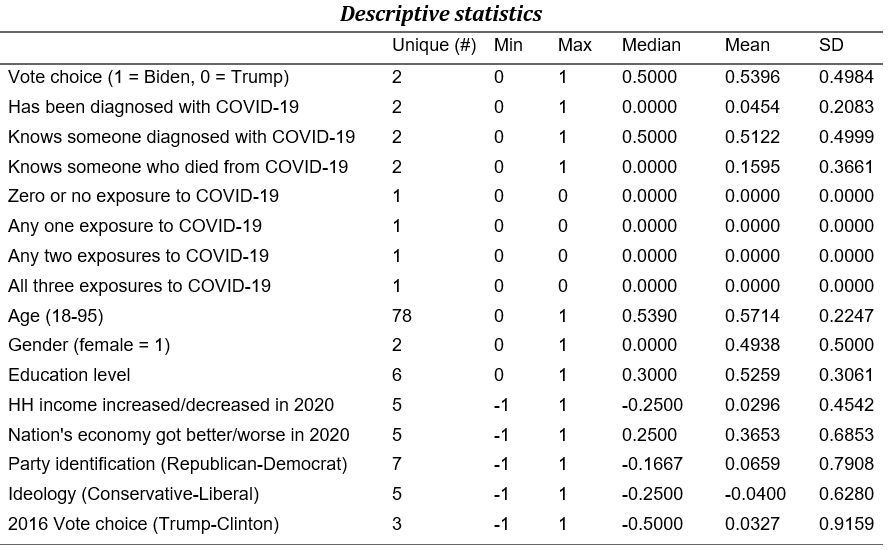 Descriptive statistics
Unique (#) Min Max Median Mean SD
Vote choice (1 = Biden, 0 = Trump) 2 0 1 0.5000 0.5396 0.4984
Has been diagnosed with COVID-19 2 0 1 0.0000 0.0454 0.2083
Knows someone diagnosed with COVID-19 2 0 1 0.5000 0.5122 0.4999
Knows someone who died from COVID-19 2 0 1 0.0000 0.1595 0.3661
Zero or no exposure to COVID-19 1 0 0 0.0000 0.0000 0.0000
Any one exposure to COVID-19 1 0 0 0.0000 0.0000 0.0000
Any two exposures to COVID-19 1 0 0 0.0000 0.0000 0.0000
All three exposures to COVID-19 1 0 0 0.0000 0.0000 0.0000
Age (18-95) 78 0 1 0.5390 0.5714 0.2247
Gender (female = 1) 2 0 1 0.0000 0.4938 0.5000
Education level 6 0 1 0.3000 0.5259 0.3061
HH income increased/decreased in 2020 5 -1 1 -0.2500 0.0296 0.4542
Nation's economy got better/worse in 2020 5 -1 1 0.2500 0.3653 0.6853
Party identification (Republican-Democrat) 7 -1 1 -0.1667 0.0659 0.7908
Ideology (Conservative-Liberal) 5 -1 1 -0.2500 -0.0400 0.6280
2016 Vote choice (Trump-Clinton) 3 -1 1 -0.5000 0.0327 0.9159